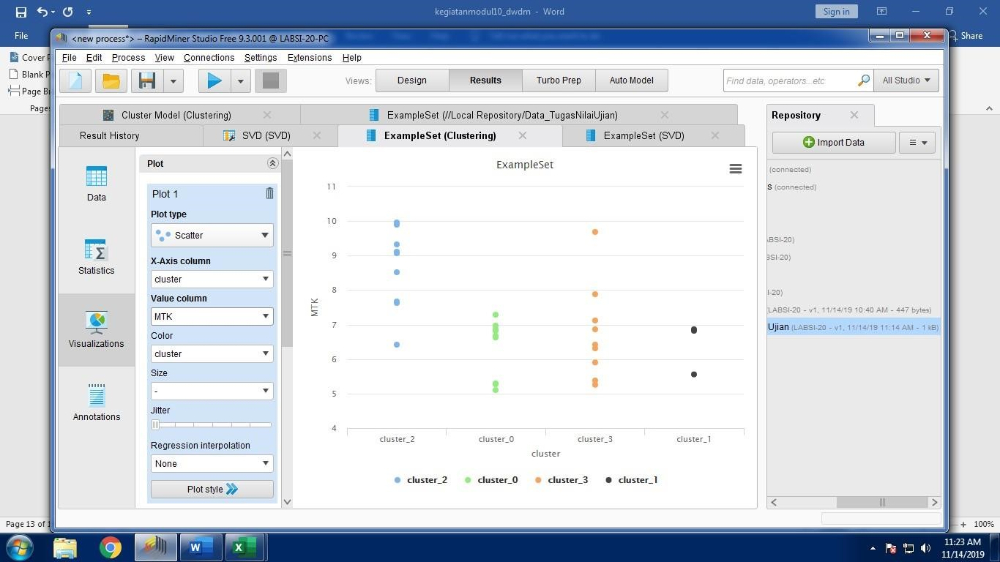 kegiatanmodul10_dwdm - Word
Sign in
File
Share
Cover P
Blank P
Page Br
Pages
<new process*> – RapidMiner Studio Free 9.3.001 @ LABSI-20-PC
File Edit Process View Connections Settings Extensions Help
Views: Design Results Turbo Prep Auto Model
Find data, operators...etc
All Studio
Cluster Model (Clustering)
ExampleSet (//Local Repository/Data_TugasNilaiUjian)
Result History
SVD (SVD)
ExampleSet (Clustering)
ExampleSet (SVD)
Repository
Import Data
Data
Statistics
Visualizations
Annotations
Plot
Plot 1
Plot type
Scatter
X-Axis column
cluster
Value column
MTK
Color
cluster
Size
-
Jitter
Regression interpolation
None
Plot style
ExampleSet
11
10
9
8
7
6
5
4
MTK
cluster_2 cluster_0 cluster_3 cluster_1
cluster
cluster_2 cluster_0 cluster_3 cluster_1
(connected)
s (connected)
ABSI-20)
BSI-20)
I-20)
LABSI-20 - v1, 11/14/19 10:40 AM - 447 bytes)
Ujian (LABSI-20 - v1, 11/14/19 11:14 AM - 1 kB)
Page 13 of 1
100%
11:23 AM
11/14/2019